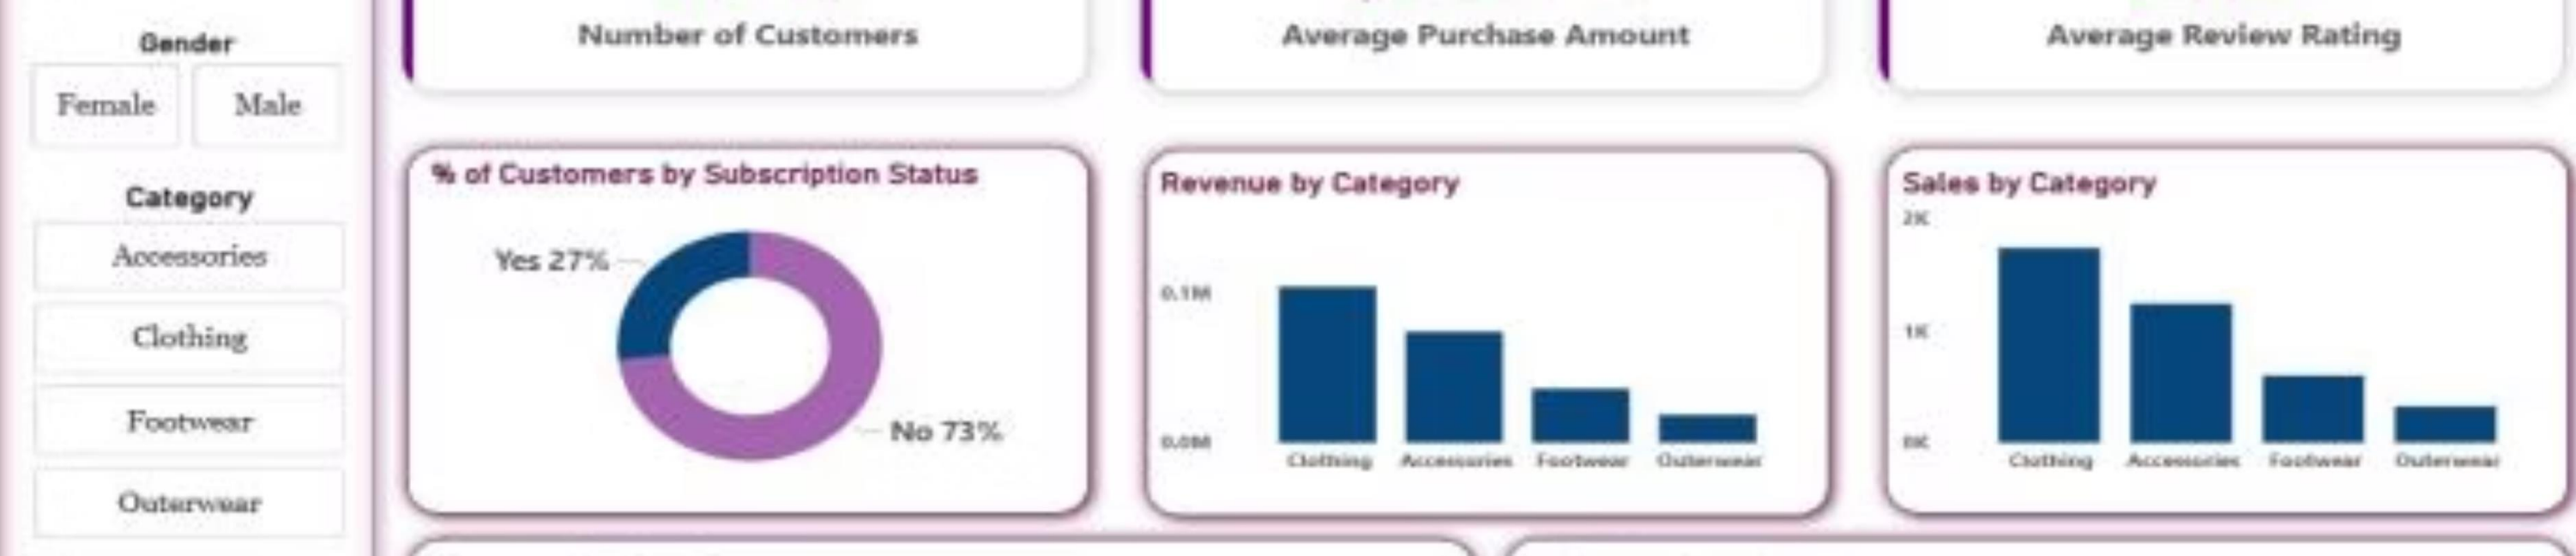 Gender
Female
Male
Category
Accessories
Clothing
Footwear
Outerwear
Number of Customers
Average Purchase Amount
Average Review Rating
% of Customers by Subscription Status
Yes 27%
No 73%
Revenue by Category
0.1M
0.0M
Clothing
Accessories
Footwear
Outerwear
Sales by Category
2K
1K
0K
Clothing
Accessories
Footwear
Outerwear